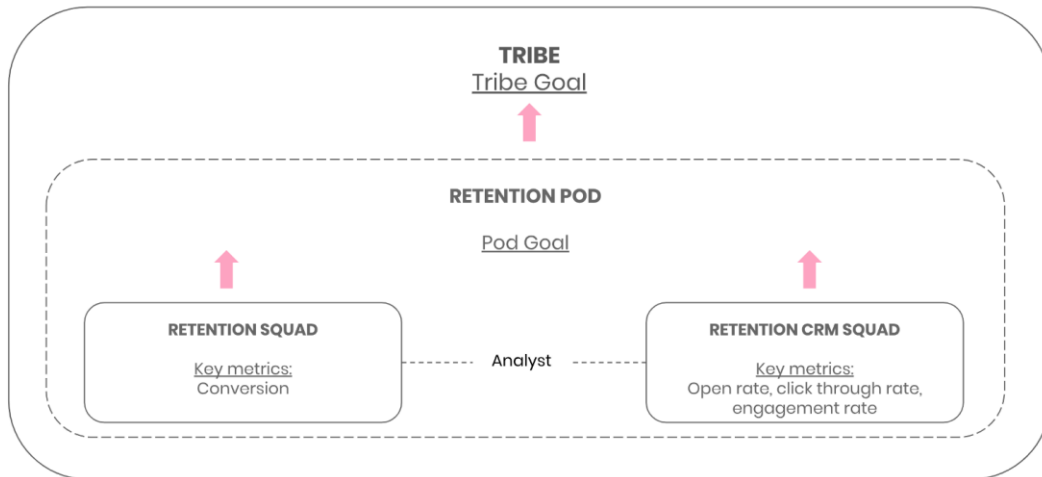 TRIBE
Tribe Goal
RETENTION POD
Pod Goal
RETENTION SQUAD
Key metrics:
Conversion
Analyst
RETENTION CRM SQUAD
Key metrics:
Open rate, click through rate,
engagement rate